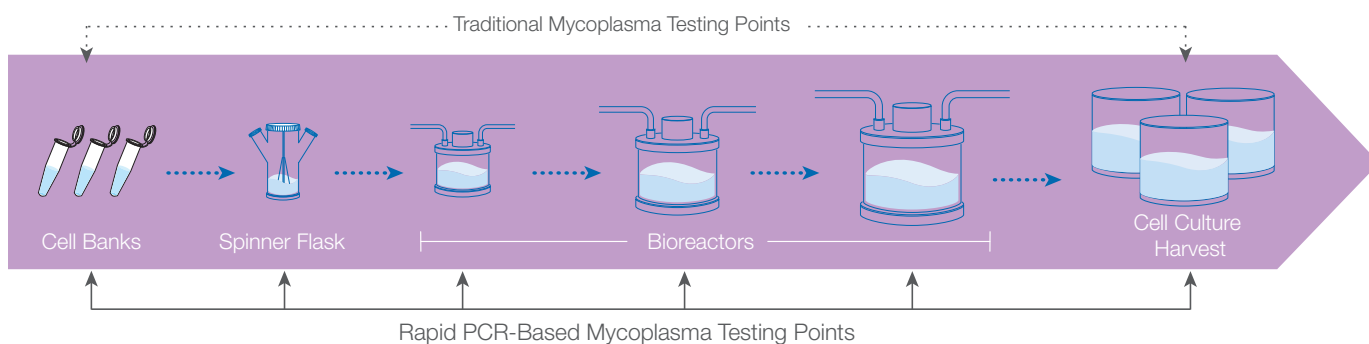 Traditional Mycoplasma Testing Points
Cell Banks
Spinner Flask
Bioreactors
Cell Culture
Harvest
Rapid PCR-Based Mycoplasma Testing Points